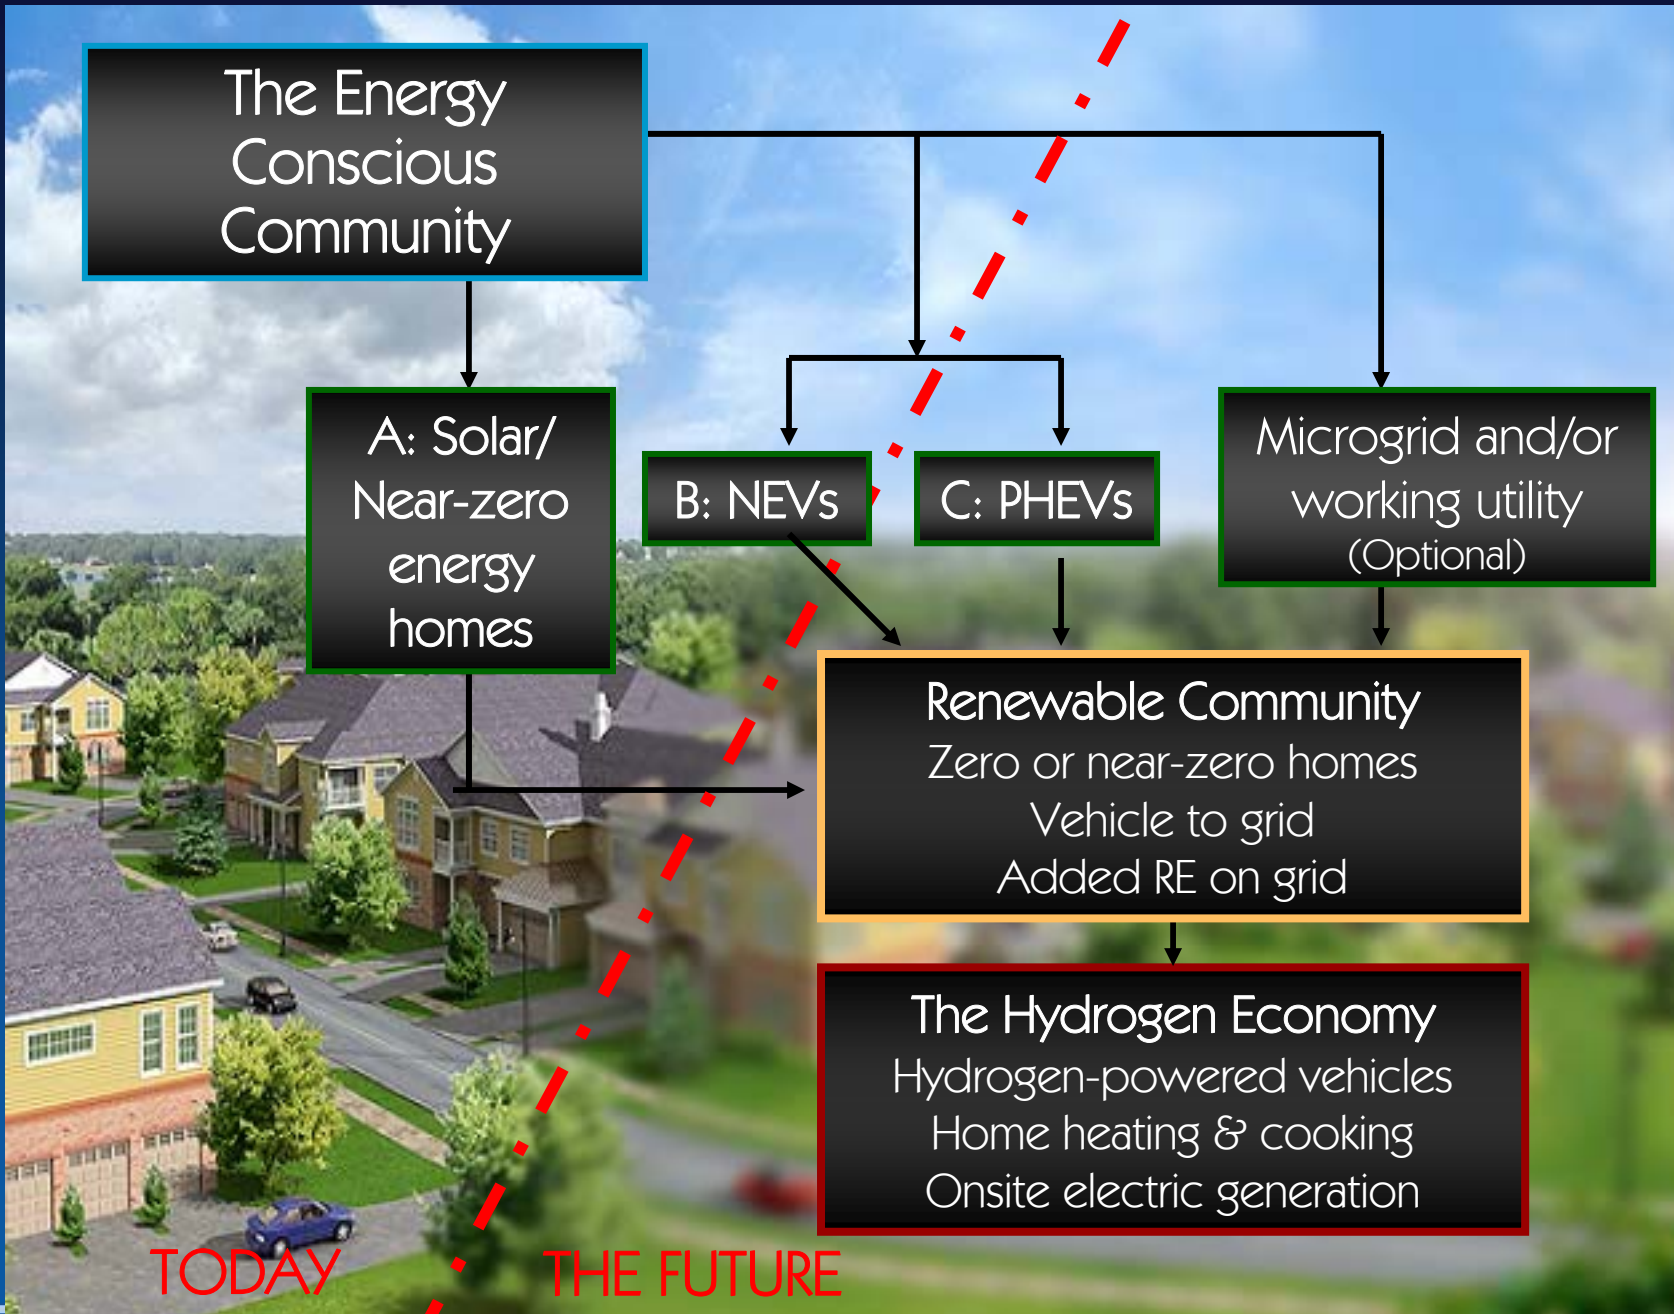 The Energy
Conscious
Community
A: Solar/
Near-zero
energy
homes
B: NEVs
C: PHEVs
Microgrid and/or
working utility
(Optional)
Renewable Community
Zero or near-zero homes
Vehicle to grid
Added RE on grid
The Hydrogen Economy
Hydrogen-powered vehicles
Home heating & cooking
Onsite electric generation
TODAY
THE FUTURE